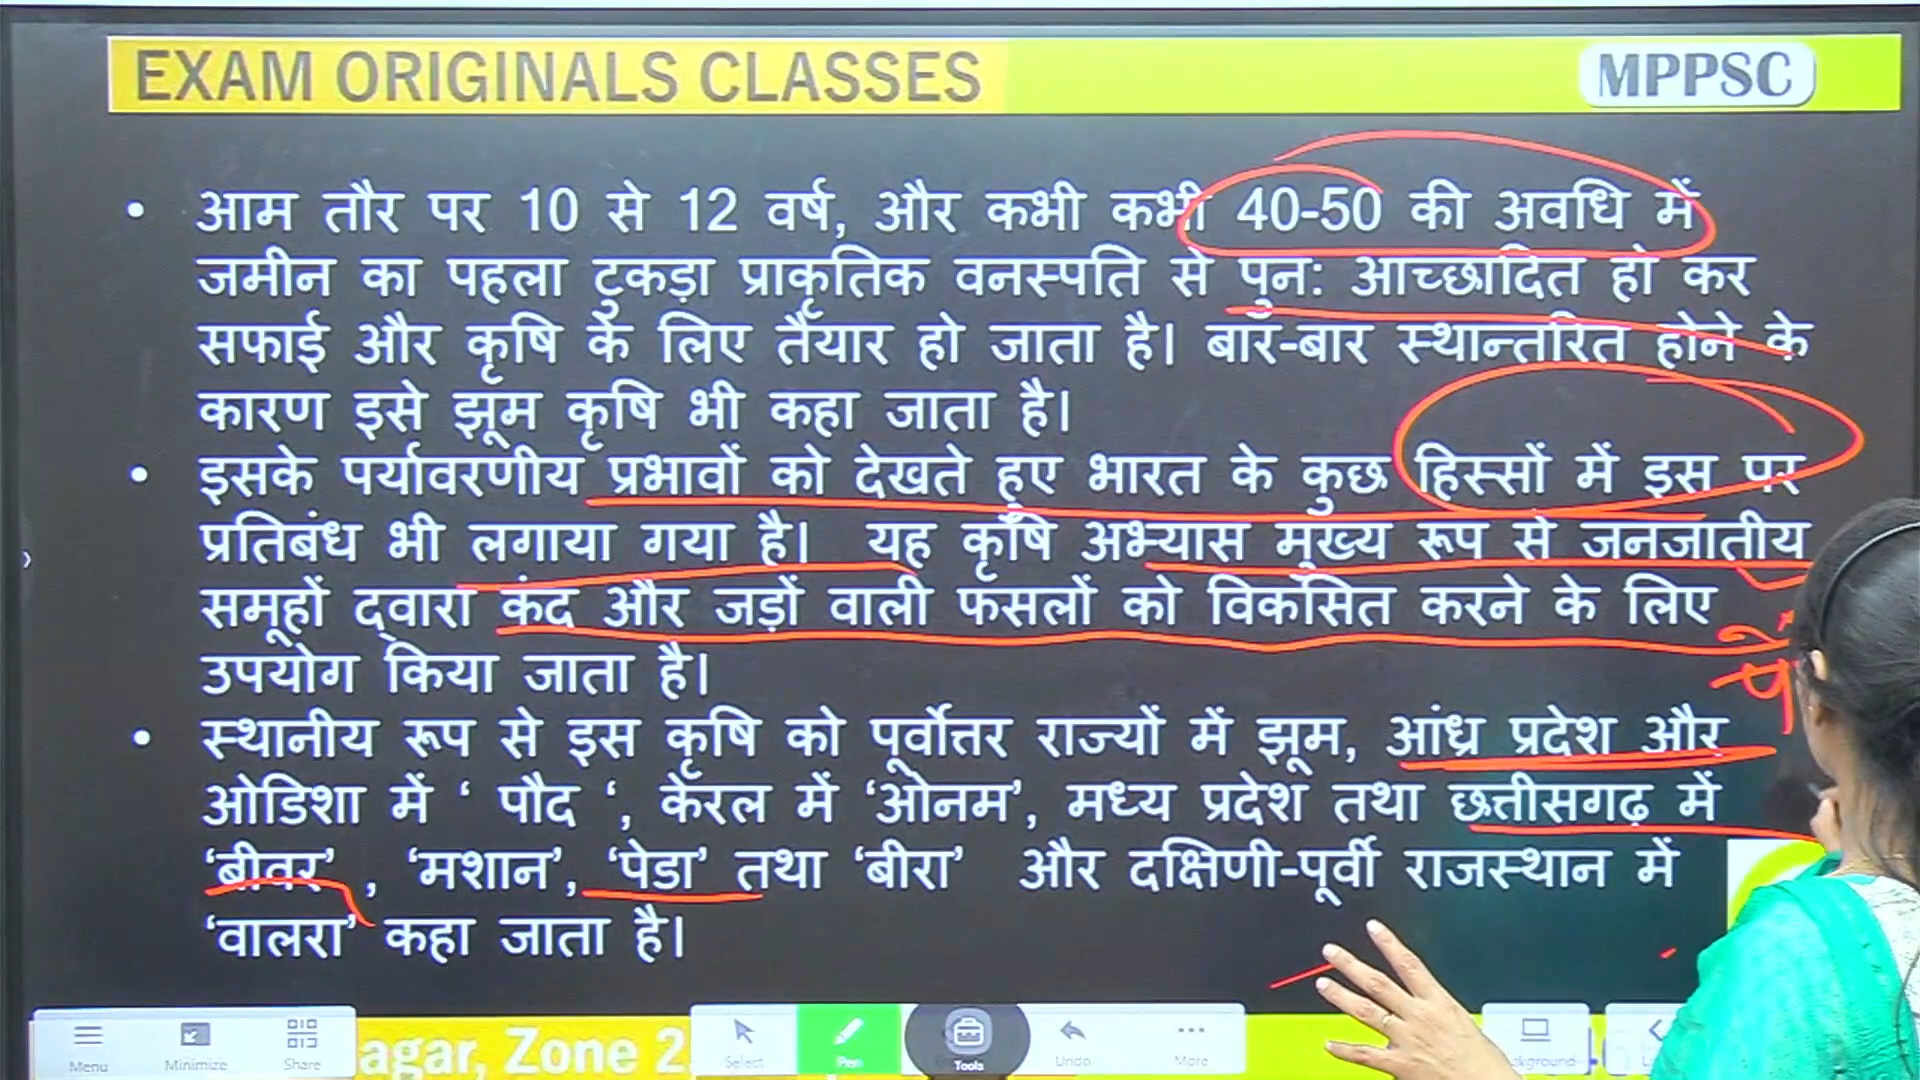 EXAM ORIGINALS CLASSES
MPPSC
• आम तौर पर 10 से 12 वर्ष, और कभी कभी 40-50 की अवधि में
जमीन का पहला टुकड़ा प्राकृतिक वनस्पति से पुन: आच्छादित हो कर
सफाई और कृषि के लिए तैयार हो जाता है। बार-बार स्थान्तरित होने के
कारण इसे झूम कृषि भी कहा जाता है।
• इसके पर्यावरणीय प्रभावों को देखते हुए भारत के कुछ हिस्सों में इस पर
प्रतिबंध भी लगाया गया है। यह कृषि अभ्यास मुख्य रूप से जनजातीय
समूहों द्वारा कंद और जड़ों वाली फसलों को विकसित करने के लिए
उपयोग किया जाता है।
• स्थानीय रूप से इस कृषि को पूर्वोत्तर राज्यों में झूम, आंध्र प्रदेश और
ओडिशा में ‘ पौद ‘, केरल में ‘ओनम’, मध्य प्रदेश तथा छत्तीसगढ़ में
‘बीवर’ , ‘मशान’, ‘पेडा’ तथा ‘बीरा’ और दक्षिणी-पूर्वी राजस्थान में
‘वालरा’ कहा जाता है।
agar, Zone 2
Menu Minimize Share Select Pen Tools Undo More ckground